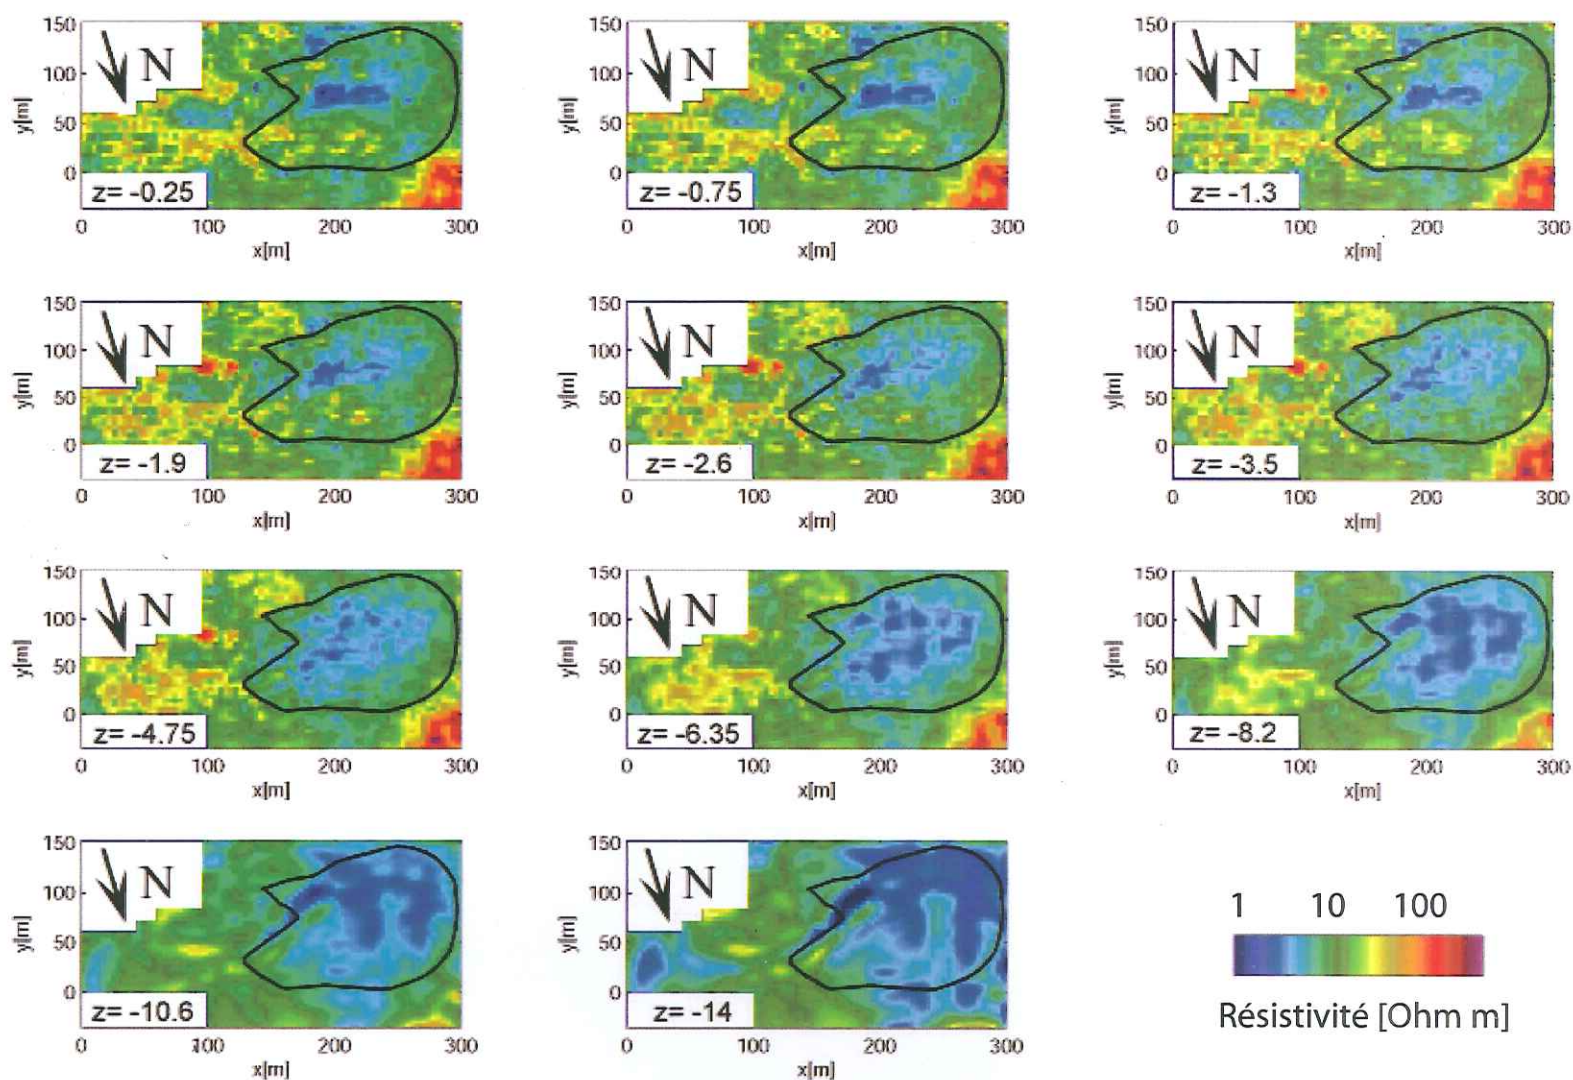 150
100
50
0
y[m]
N
z= -0.25
0
100
200
300
x[m]
150
100
50
0
y[m]
N
z= -0.75
0
100
200
300
x[m]
150
100
50
0
y[m]
N
z= -1.3
0
100
200
300
x[m]
150
100
50
0
y[m]
N
z= -1.9
0
100
200
300
x[m]
150
100
50
0
y[m]
N
z= -2.6
0
100
200
300
x[m]
150
100
50
0
y[m]
N
z= -3.5
0
100
200
300
x[m]
150
100
50
0
y[m]
N
z= -4.75
0
100
200
300
x[m]
150
100
50
0
y[m]
N
z= -6.35
0
100
200
300
x[m]
150
100
50
0
y[m]
N
z= -8.2
0
100
200
300
x[m]
150
100
50
0
y[m]
N
z= -10.6
0
100
200
300
x[m]
150
100
50
0
y[m]
N
z= -14
0
100
200
300
x[m]
1 10 100
Résistivité [Ohm m]